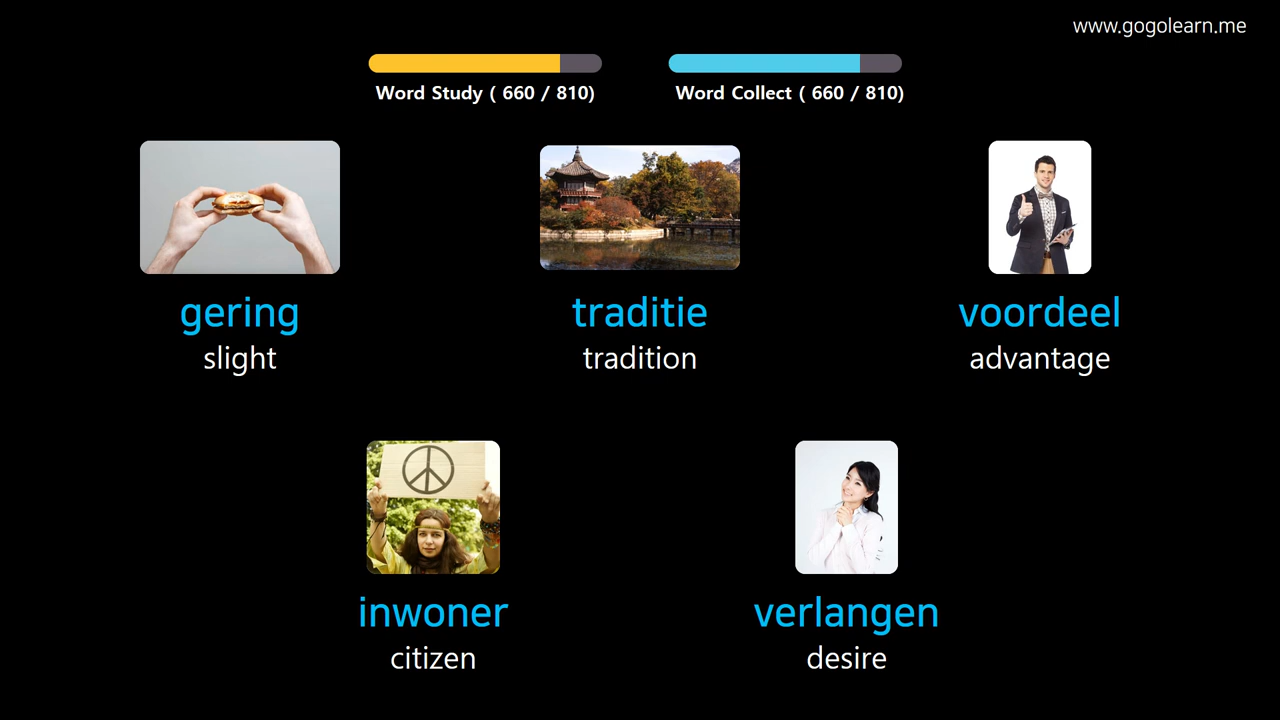 www.gogolearn.me
Word Study ( 660 / 810)
Word Collect ( 660 / 810)
gering
slight
traditie
tradition
voordeel
advantage
inwoner
citizen
verlangen
desire